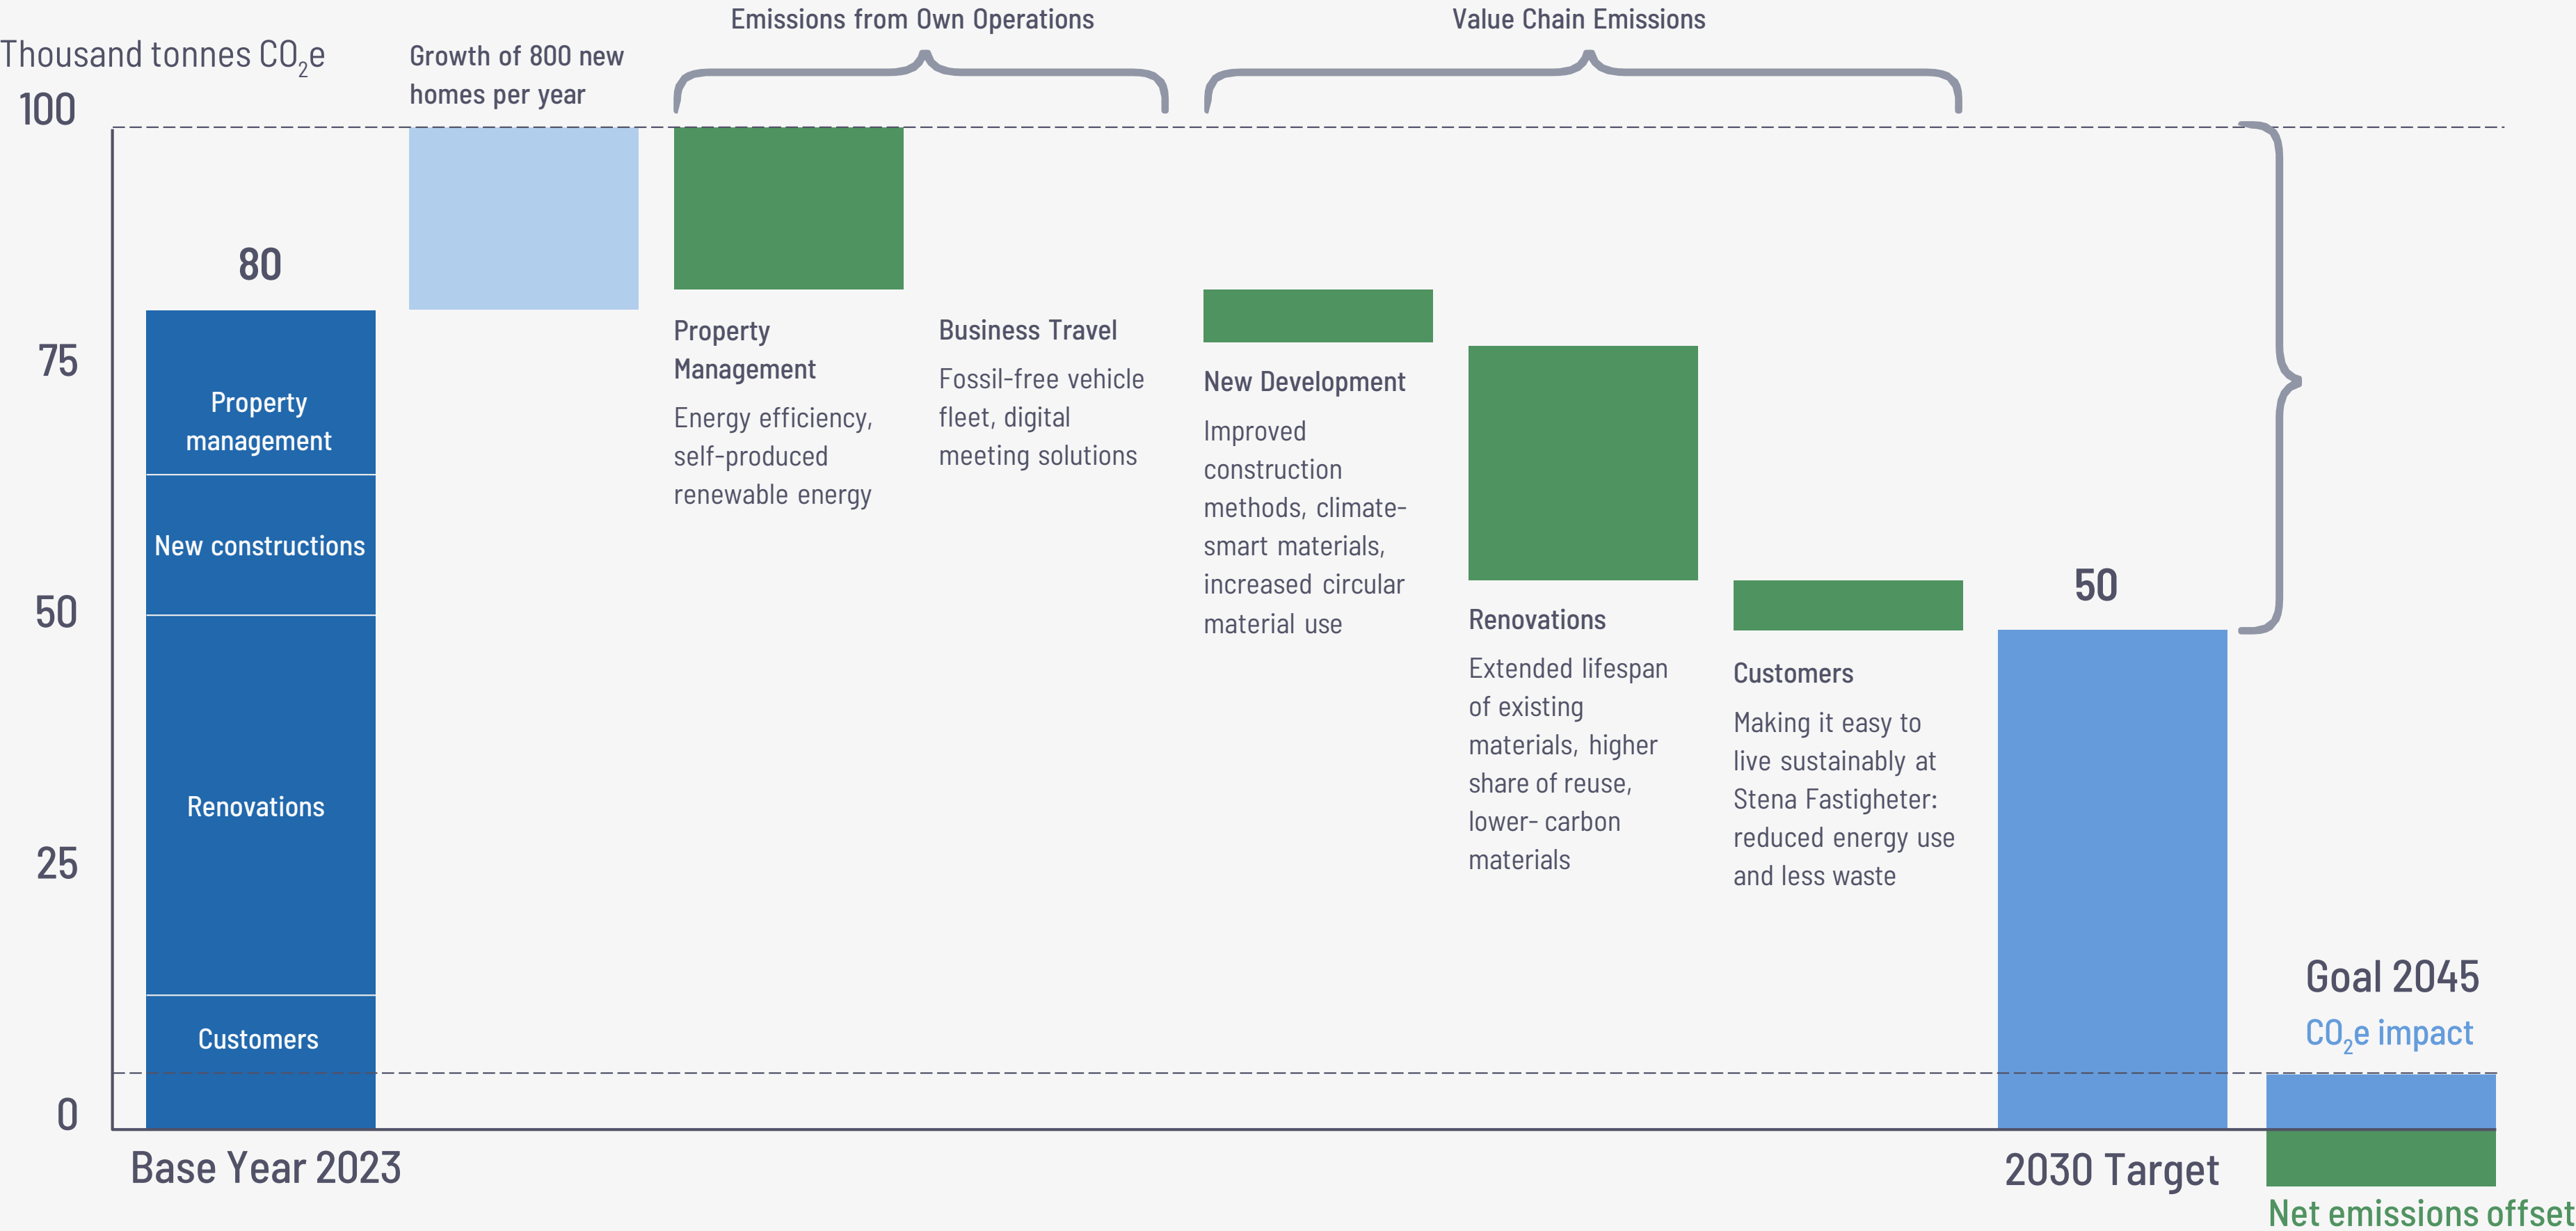 Emissions from Own Operations
Value Chain Emissions
Thousand tonnes CO₂e
Growth of 800 new
homes per year
100
75
50
25
0
80
Property
management
New constructions
Renovations
Customers
Base Year 2023
Property
Management
Energy efficiency,
self-produced
renewable energy
Business Travel
Fossil-free vehicle
fleet, digital
meeting solutions
New Development
Improved
construction
methods, climate-
smart materials,
increased circular
material use
Renovations
Extended lifespan
of existing
materials, higher
share of reuse,
lower- carbon
materials
Customers
Making it easy to
live sustainably at
Stena Fastigheter:
reduced energy use
and less waste
50
2030 Target
Goal 2045
CO₂e impact
Net emissions offset